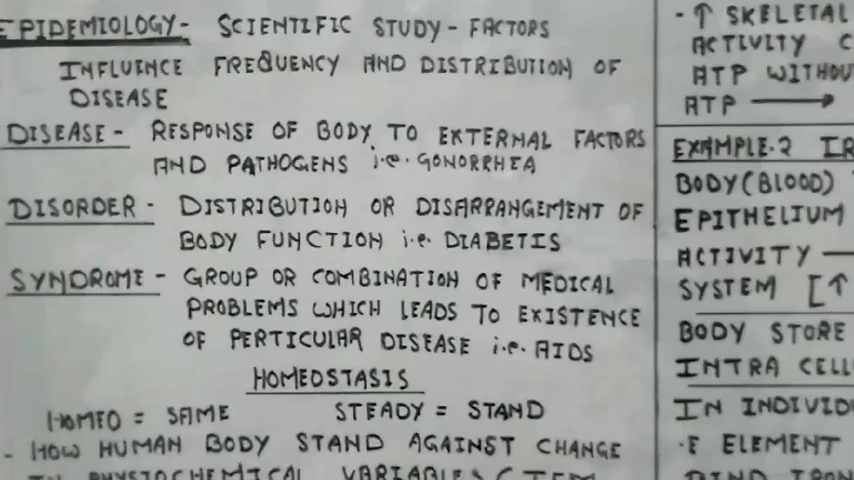 EPIDEMIOLOGY- SCIENTIFIC STUDY - FACTORS
INFLUENCE FREQUENCY AND DISTRIBUTION OF
DISEASE
DISEASE - RESPONSE OF BODY TO EXTERNAL FACTORS
AND PATHOGENS i.e. GONORRHEA
DISORDER - DISTRIBUTION OR DISARRANGEMENT OF
BODY FUNCTION i.e. DIABETIS
SYNDROME - GROUP OR COMBINATION OF MEDICAL
PROBLEMS WHICH LEADS TO EXISTENCE
OF PERTICULAR DISEASE i.e. AIDS
HOMEOSTASIS
HOMEO = SAME STEADY = STAND
- HOW HUMAN BODY STAND AGAINST CHANGE
PHYSIOCHEMICAL VARIABLES
- ↑ SKELETAL
ACTIVITY
ATP
ATP →
EXAMPLE-2
BODY (BLOOD)
EPITHELIUM
ACTIVITY —
SYSTEM [↑
BODY STORE
INTRA
IN
ELEMENT